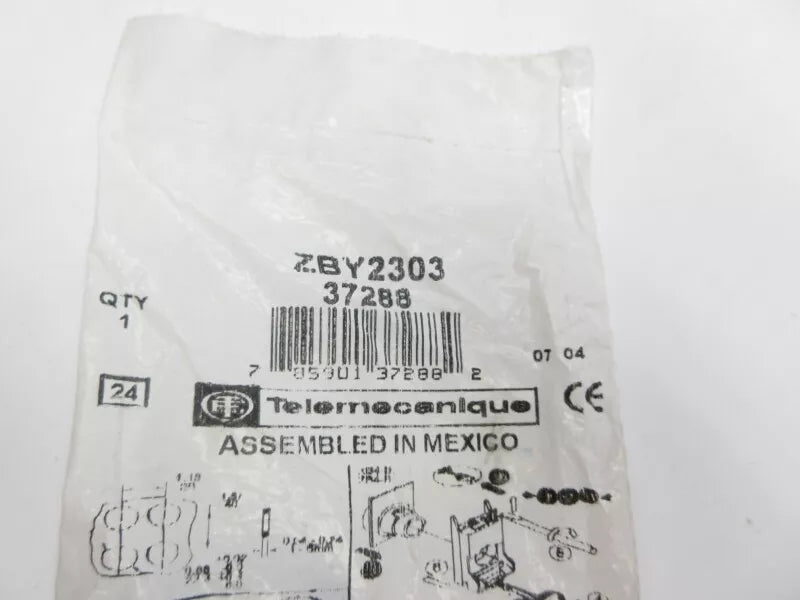 ZBY2303
37288
QTY
1
7 85901 37288 2
07 04
24
Telemecanique
CE
ASSEMBLED IN MEXICO